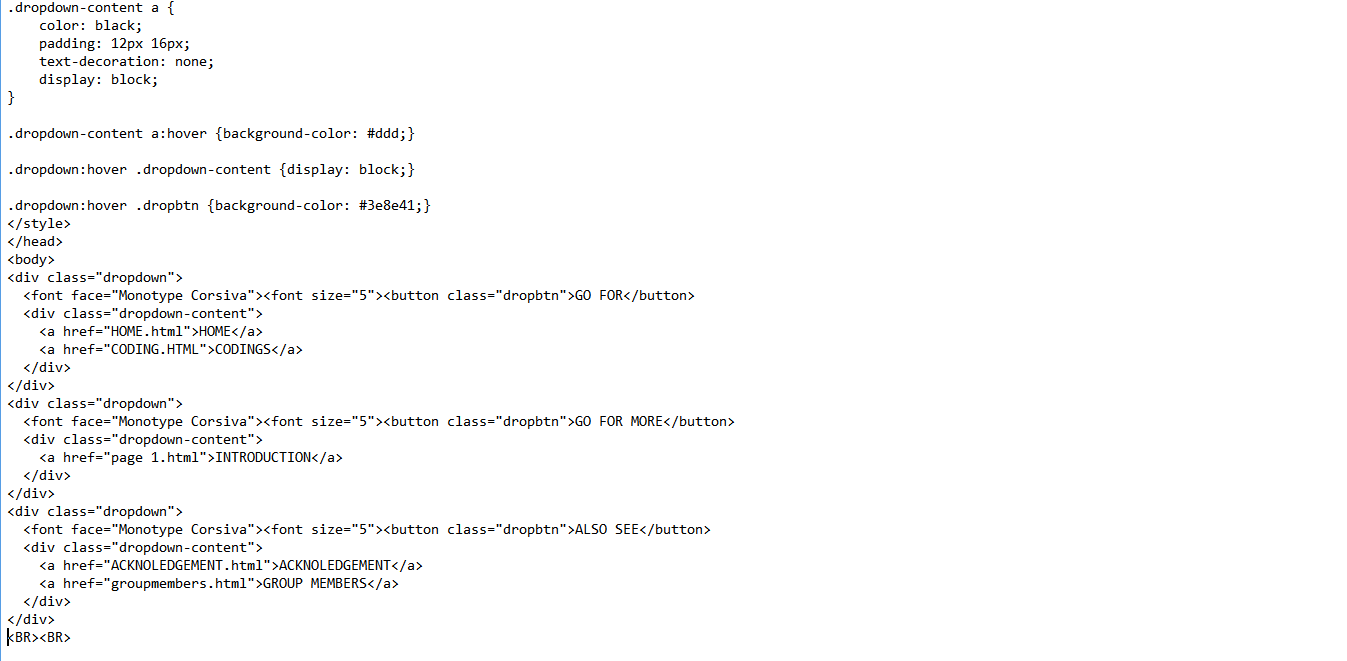 .dropdown-content a {
    color: black;
    padding: 12px 16px;
    text-decoration: none;
    display: block;
}

.dropdown-content a:hover {background-color: #ddd;}

.dropdown:hover .dropdown-content {display: block;}

.dropdown:hover .dropbtn {background-color: #3e8e41;}
</style>
</head>
<body>
<div class="dropdown">
  <font face="Monotype Corsiva"><font size="5"><button class="dropbtn">GO FOR</button>
  <div class="dropdown-content">
    <a href="HOME.html">HOME</a>
    <a href="CODING.HTML">CODINGS</a>
  </div>
</div>
<div class="dropdown">
  <font face="Monotype Corsiva"><font size="5"><button class="dropbtn">GO FOR MORE</button>
  <div class="dropdown-content">
    <a href="page 1.html">INTRODUCTION</a>
  </div>
</div>
<div class="dropdown">
  <font face="Monotype Corsiva"><font size="5"><button class="dropbtn">ALSO SEE</button>
  <div class="dropdown-content">
    <a href="ACKNOLEDGEMENT.html">ACKNOLEDGEMENT</a>
    <a href="groupmembers.html">GROUP MEMBERS</a>
  </div>
</div>
<BR><BR>